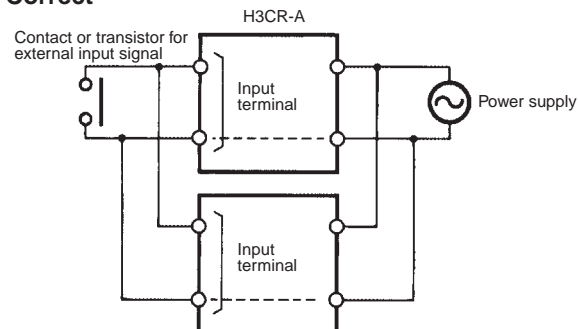 Correct
H3CR-A
Contact or transistor for
external input signal
Input
terminal
Power supply
Input
terminal